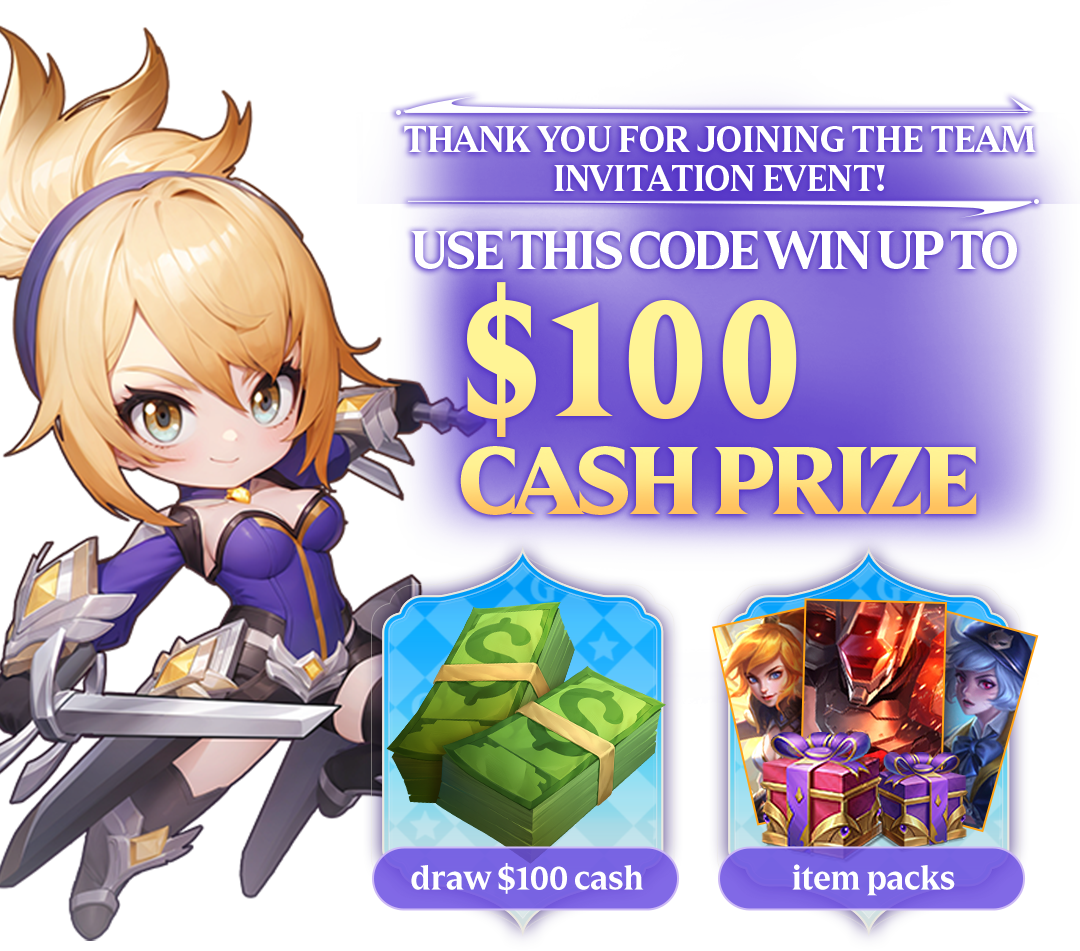 THANK YOU FOR JOINING THE TEAM
INVITATION EVENT!
USE THIS CODE WIN UP TO
$100
CASH PRIZE
draw $100 cash
item packs